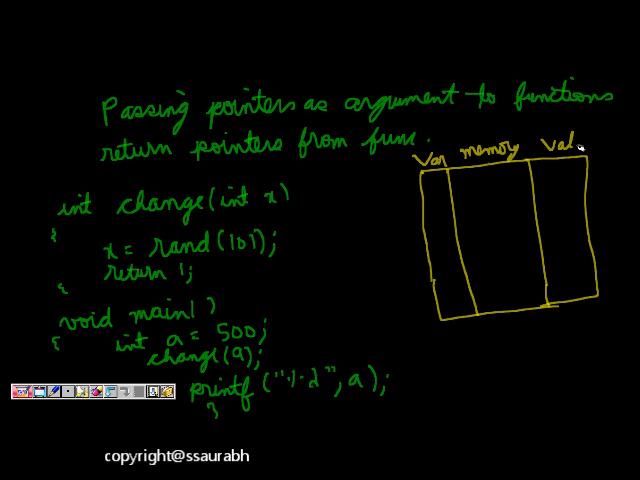 Passing pointers as argument to functions
return pointers from func.
Var memory Val
int change(int x)
{
x = rand(101);
return 1;
{
void main( )
{ int a = 500;
change(a);
printf ("%d", a);
}
copyright@ssaurabh